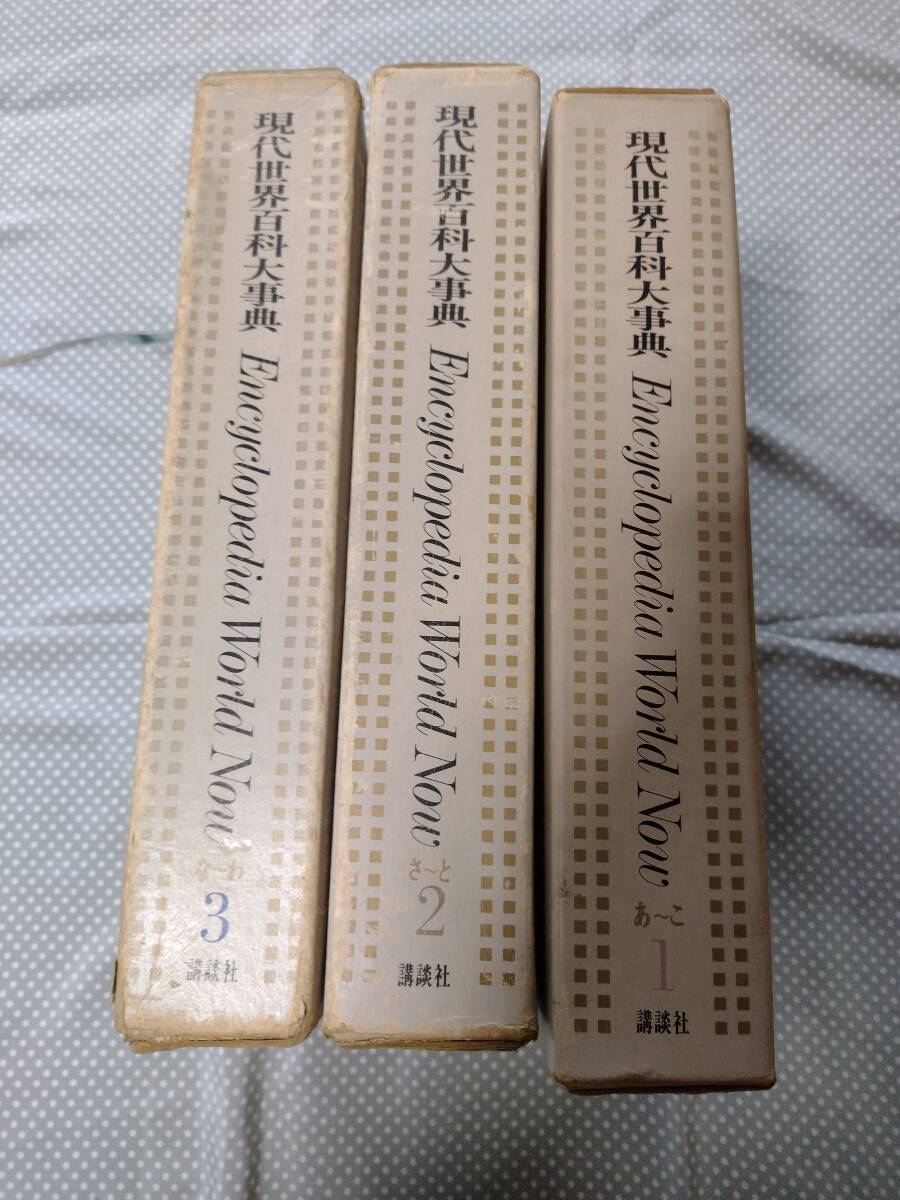 現代世界百科大事典 Encyclopedia World Now
な〜わ
3
講談社
現代世界百科大事典 Encyclopedia World Now
さ〜と
2
講談社
現代世界百科大事典 Encyclopedia World Now
あ〜こ
1
講談社